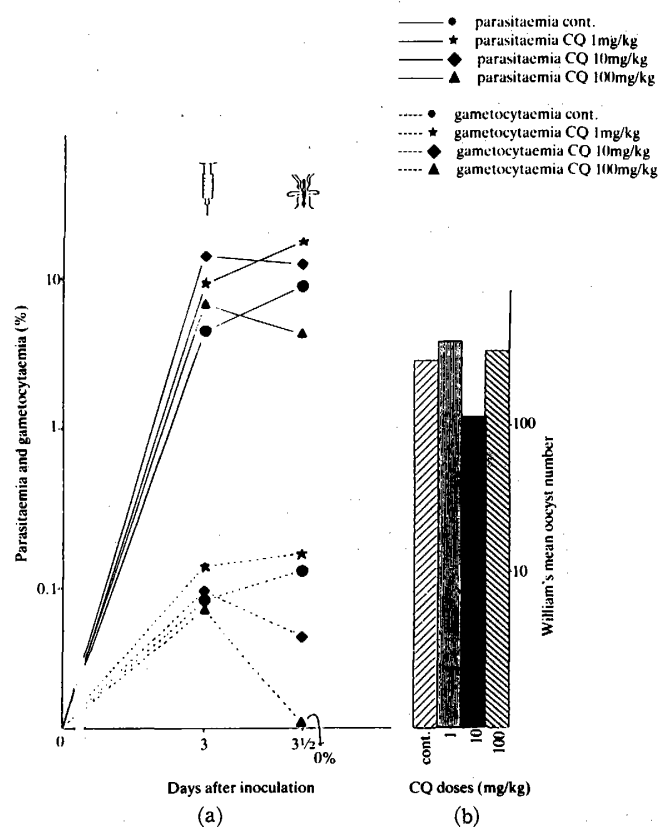 parasitaemia cont.
parasitaemia CQ 1mg/kg
parasitaemia CQ 10mg/kg
parasitaemia CQ 100mg/kg
gametocytaemia cont.
gametocytaemia CQ 1mg/kg
gametocytaemia CQ 10mg/kg
gametocytaemia CQ 100mg/kg
Parasitaemia and gametocytaemia (%)
10
1.
0.1
0
3
3½
0%
Days after inoculation
(a)
100
10
William's mean oocyst number
cont.
1
10
100
CQ doses (mg/kg)
(b)